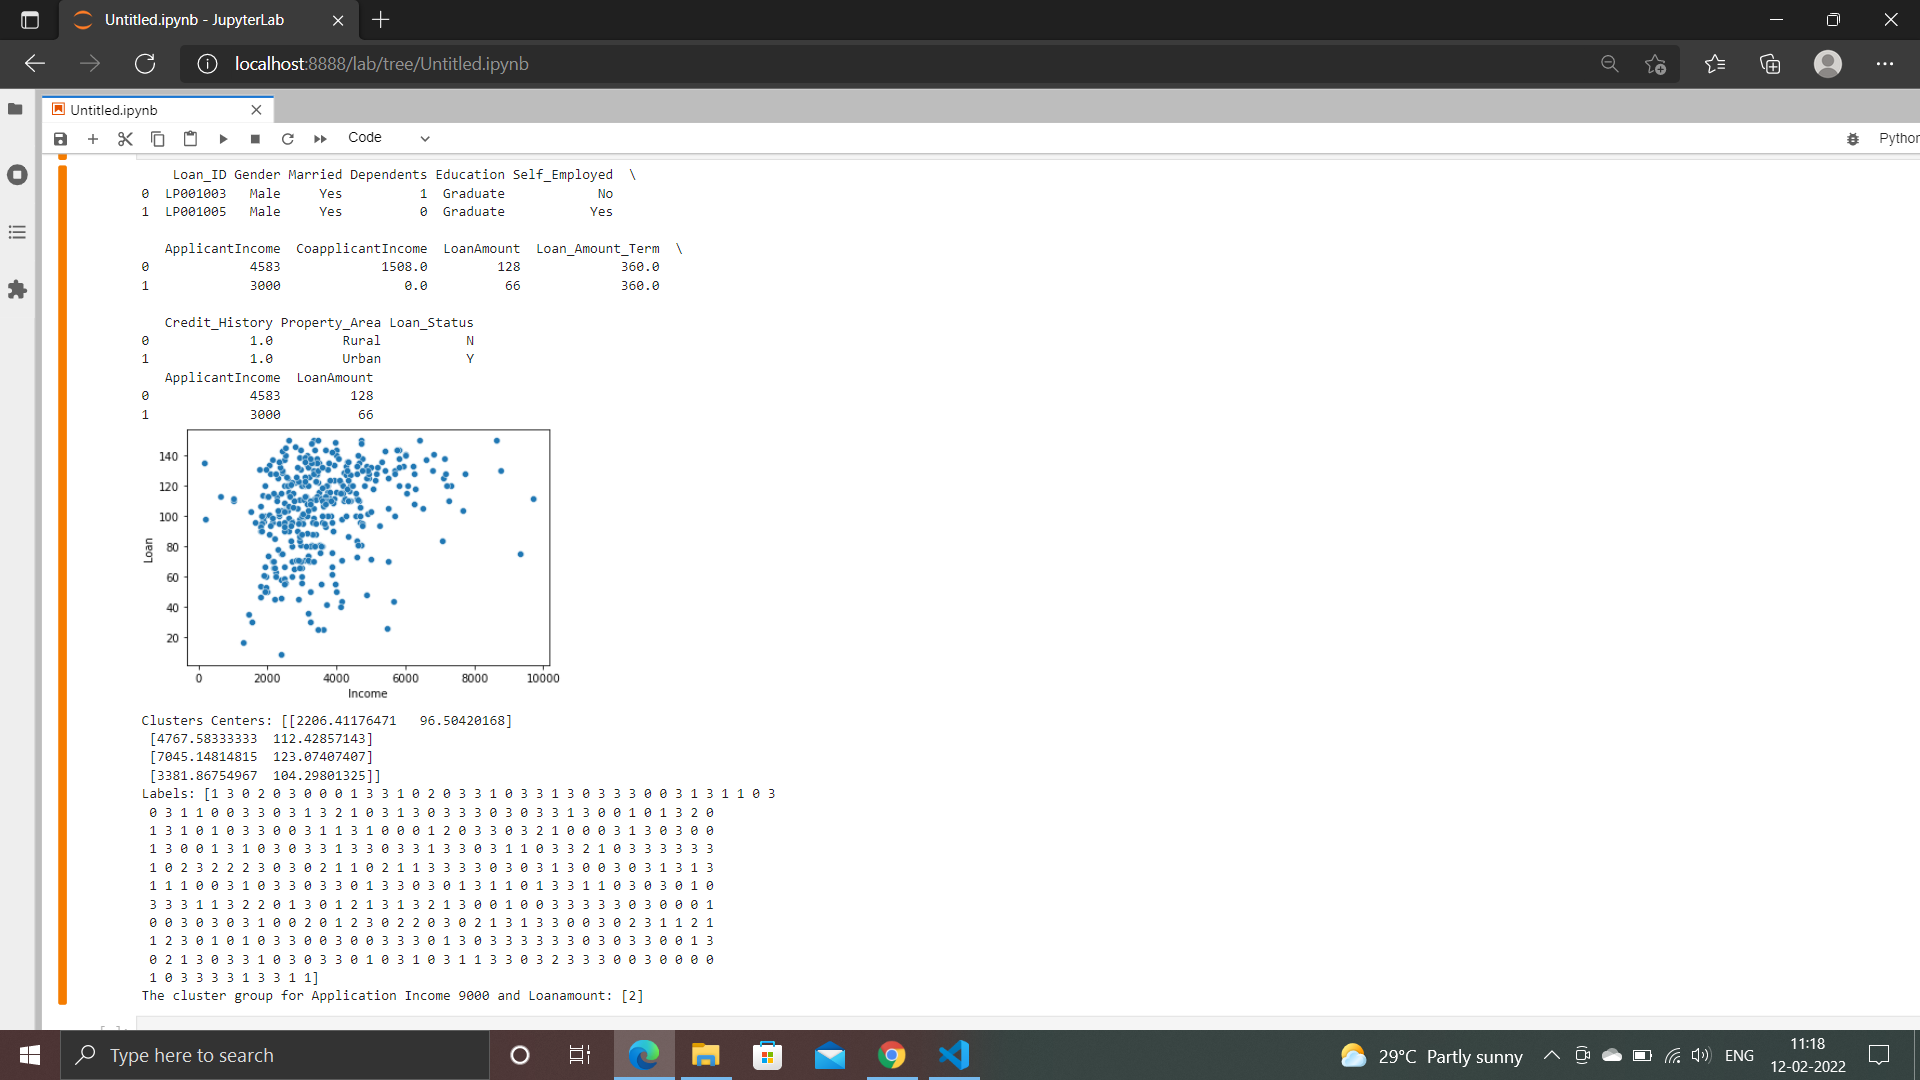 Untitled.ipynb - JupyterLab
localhost:8888/lab/tree/Untitled.ipynb
Untitled.ipynb
Code
Python
Loan_ID Gender Married Dependents Education Self_Employed \
0 LP001003 Male Yes 1 Graduate No
1 LP001005 Male Yes 0 Graduate Yes
ApplicantIncome CoapplicantIncome LoanAmount Loan_Amount_Term \
0 4583 1508.0 128 360.0
1 3000 0.0 66 360.0
Credit_History Property_Area Loan_Status
0 1.0 Rural N
1 1.0 Urban Y
ApplicantIncome LoanAmount
0 4583 128
1 3000 66
140
120
100
80
60
40
20
Loan
0 2000 4000 6000 8000 10000
Income
Clusters Centers: [[2206.41176471 96.50420168]
[4767.58333333 112.42857143]
[7045.14814815 123.07407407]
[3381.86754967 104.29801325]]
Labels: [1 3 0 2 0 3 0 0 0 1 3 3 1 0 2 0 3 3 1 0 3 3 1 3 0 3 3 3 0 0 3 1 3 1 1 0 3
0 3 1 1 0 0 3 3 0 3 1 3 2 1 0 3 1 3 0 3 3 3 0 3 0 3 3 1 3 0 0 1 0 1 3 2 0
1 3 1 0 1 0 3 3 0 0 3 1 1 3 1 0 0 0 1 2 0 3 3 0 3 2 1 0 0 0 3 1 3 0 3 0 0
1 3 0 0 1 3 1 0 3 0 3 3 1 3 3 0 3 3 1 3 3 0 3 1 1 0 3 3 2 1 0 3 3 3 3 3 3
1 0 2 3 2 2 2 3 0 3 0 2 1 1 0 2 1 1 3 3 3 3 0 3 0 3 1 3 0 0 3 0 3 1 3 1 3
1 1 1 0 0 3 1 0 3 3 0 3 3 0 1 3 3 0 3 0 1 3 1 1 0 1 3 3 1 1 0 3 0 3 0 1 0
3 3 3 1 1 3 2 2 0 1 3 0 1 2 1 3 1 3 2 1 3 0 0 1 0 0 3 3 3 3 3 0 3 0 0 0 1
0 0 3 0 3 0 3 1 0 0 2 0 1 2 3 0 2 2 0 3 0 2 1 3 1 3 3 0 0 3 0 2 3 1 1 2 1
1 2 3 0 1 0 1 0 3 3 0 0 3 0 0 3 3 3 0 1 3 0 3 3 3 3 3 3 0 3 0 3 3 0 0 1 3
0 2 1 3 0 3 3 1 0 3 0 3 3 0 1 0 3 1 0 3 1 1 3 3 0 3 2 3 3 3 0 0 3 0 0 0 0
1 0 3 3 3 3 1 3 3 1 1]
The cluster group for Application Income 9000 and Loanamount: [2]
Type here to search
29°C Partly sunny
ENG
11:18
12-02-2022